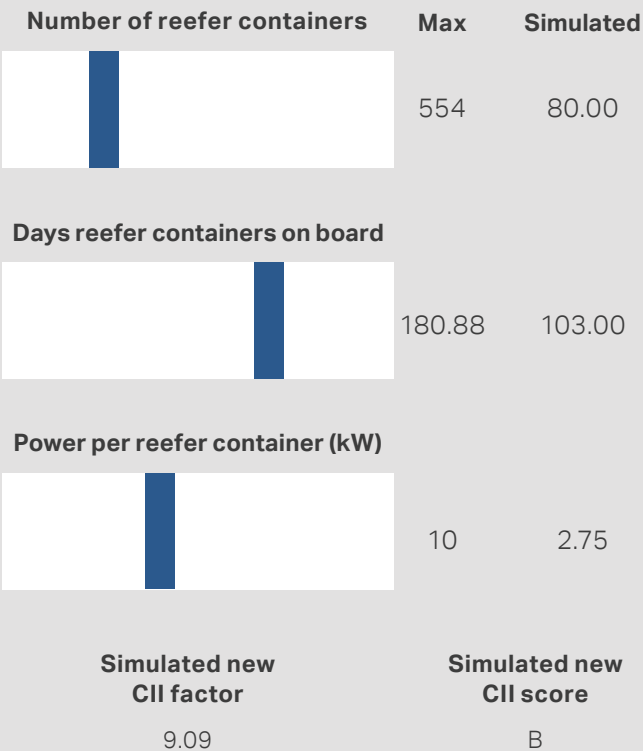 Number of reefer containers Max Simulated
554 80.00
Days reefer containers on board
180.88 103.00
Power per reefer container (kW)
10 2.75
Simulated new
CII factor
Simulated new
CII score
9.09 B